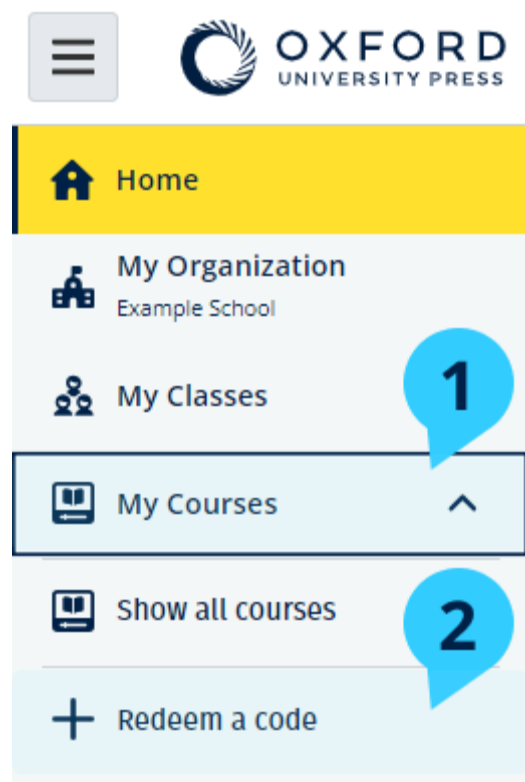 OXFORD
UNIVERSITY PRESS
Home
My Organization
Example School
My Classes
1
My Courses
Show all courses
2
Redeem a code